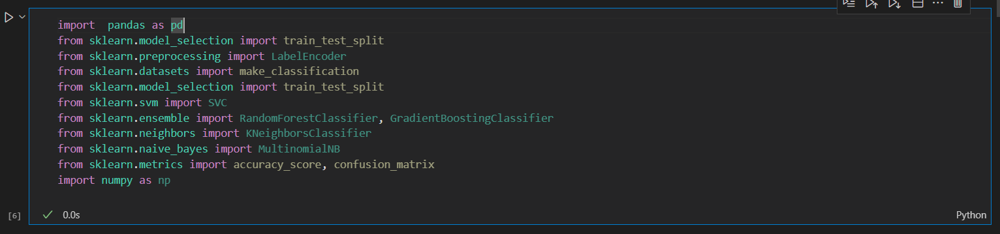 import  pandas as pd
from sklearn.model_selection import train_test_split
from sklearn.preprocessing import LabelEncoder
from sklearn.datasets import make_classification
from sklearn.model_selection import train_test_split
from sklearn.svm import SVC
from sklearn.ensemble import RandomForestClassifier, GradientBoostingClassifier
from sklearn.neighbors import KNeighborsClassifier
from sklearn.naive_bayes import MultinomialNB
from sklearn.metrics import accuracy_score, confusion_matrix
import numpy as np
[6] 0.0s Python